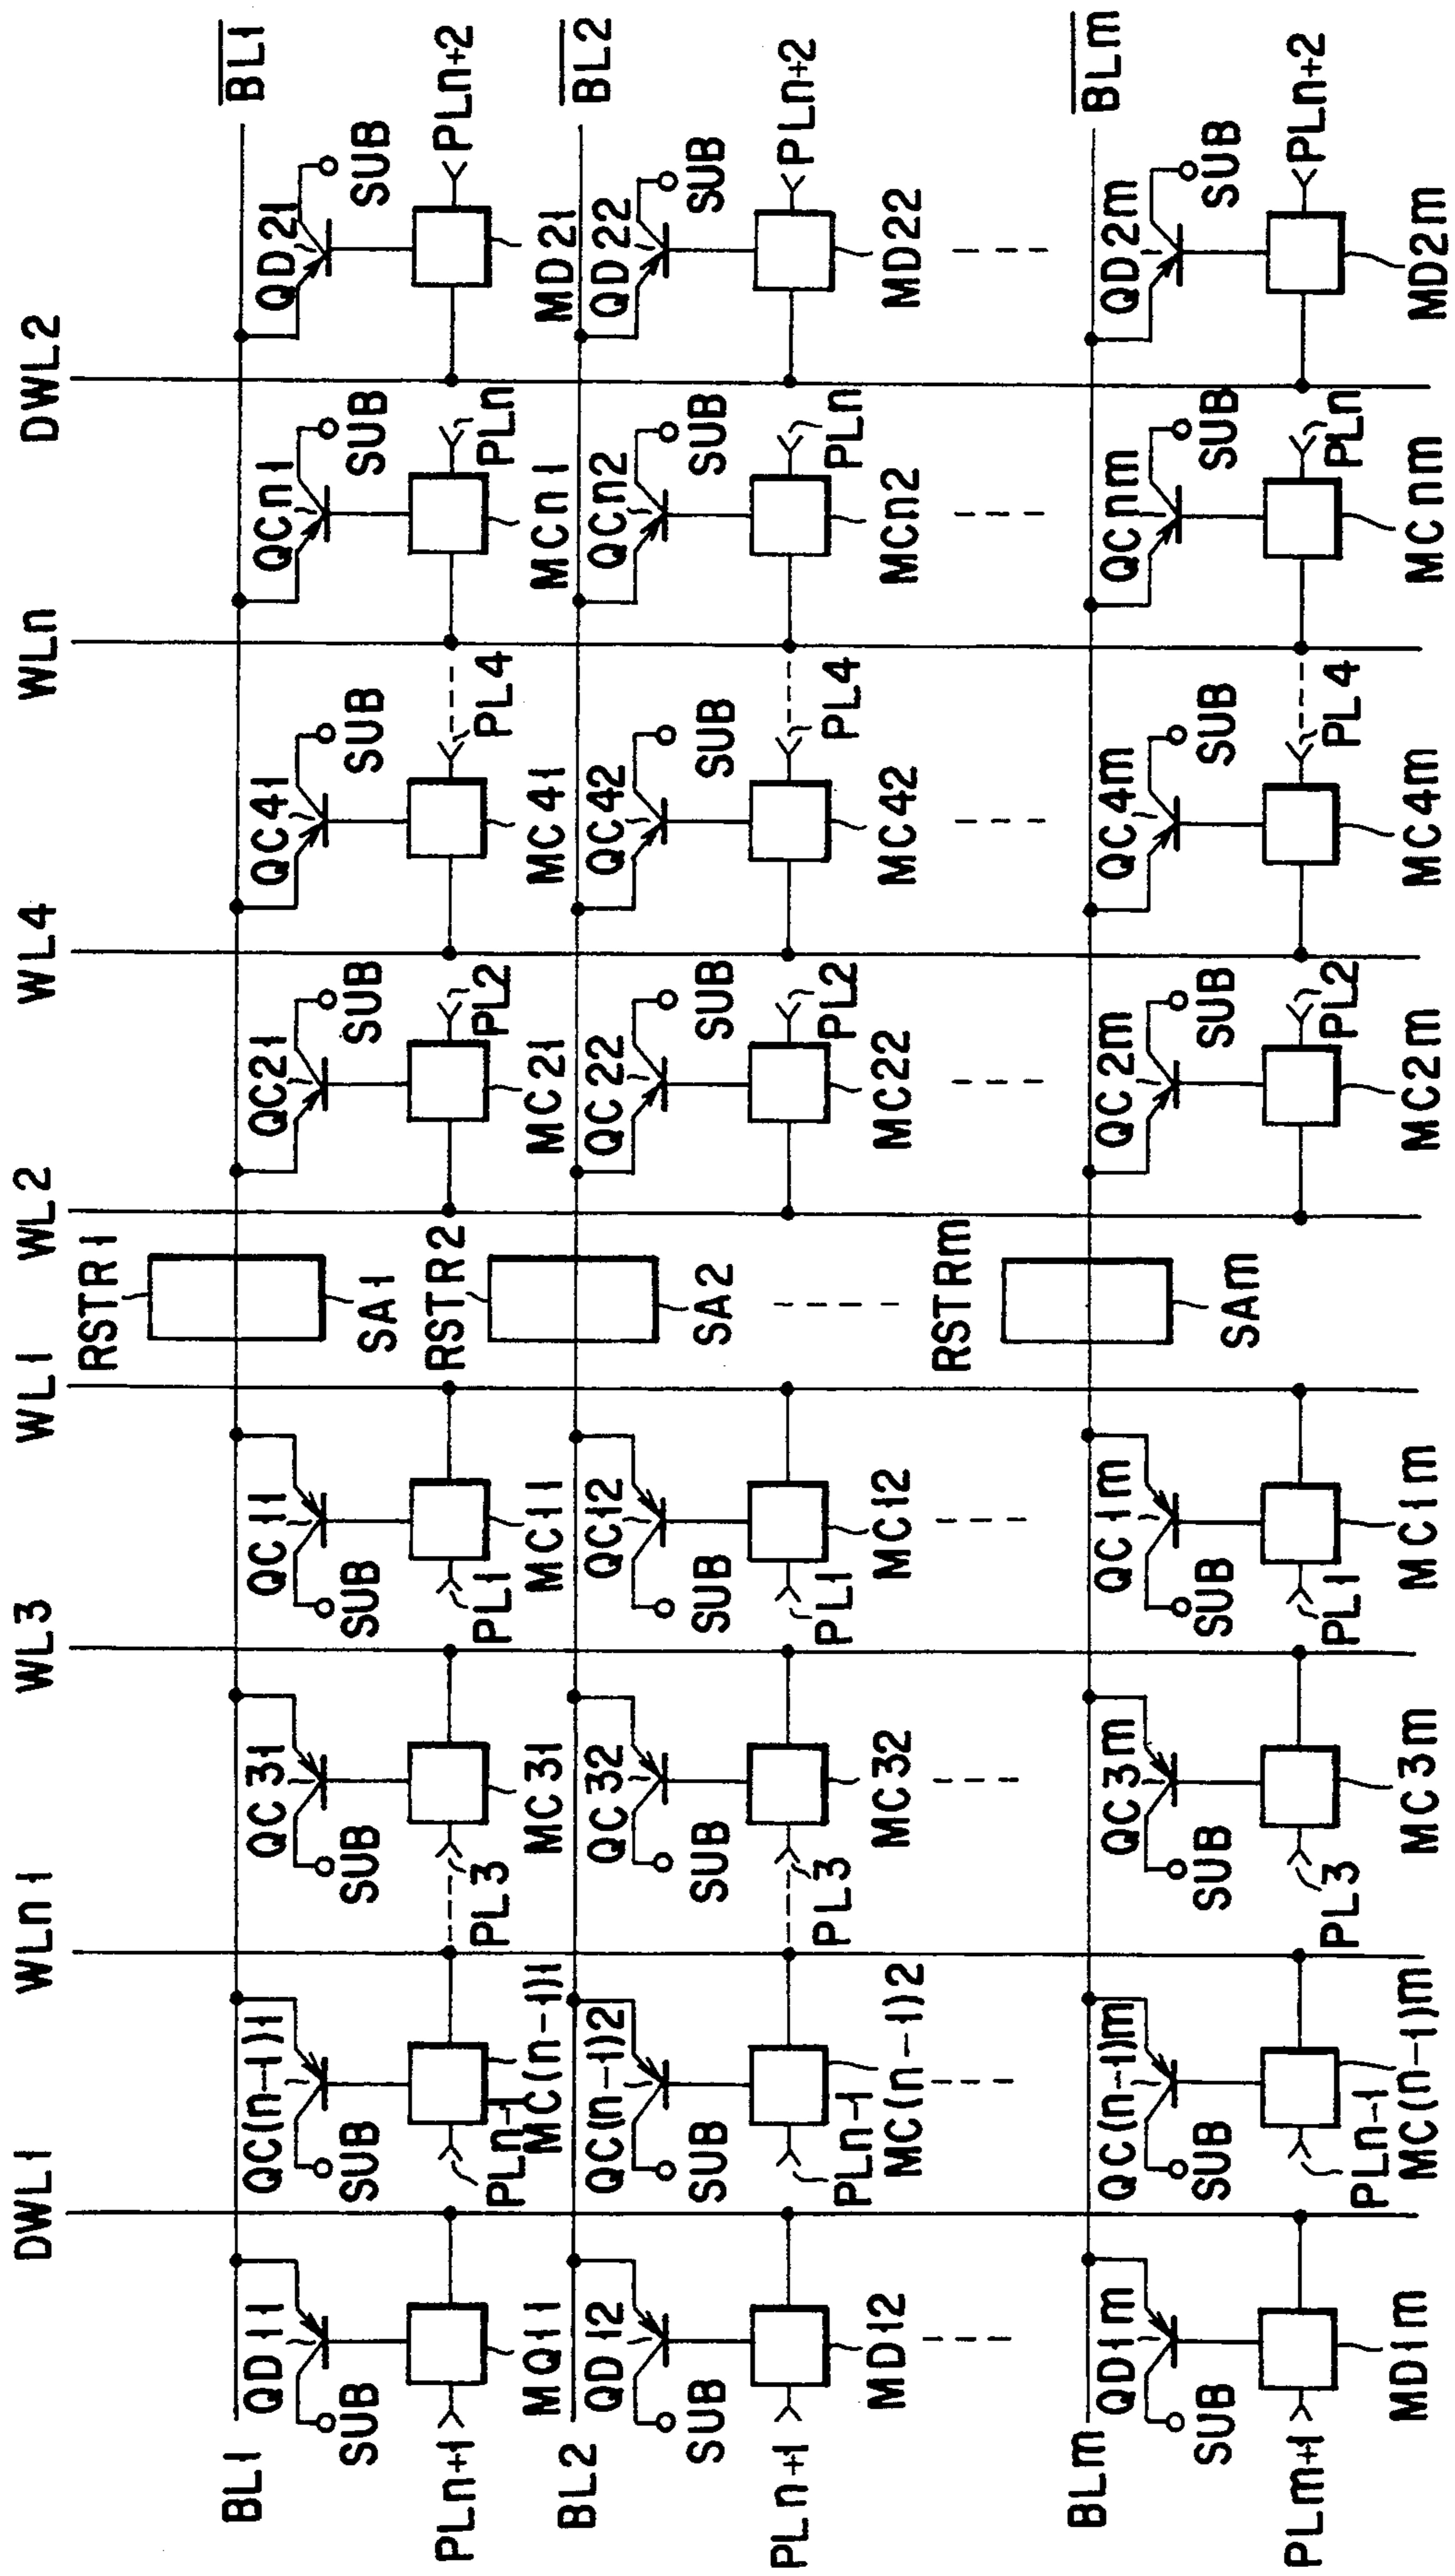 DWL1 WLn1 WL3 WL1 WL2 WL4 WLn DWL2
RSTR1
BL1 QD11 QC(n-1)1 QC31 QC11 QC21 QC41 QCn1 QD21 BL1
SUB SUB SUB SUB SA1 SUB SUB SUB SUB
PLn+1 PLn-1 PL3 PL1 PL2 PL4 PLn PLn+2
RSTR2
MQ11 MC(n-1)1 MC31 MC11 MC21 MC41 MCn1 MD21
BL2 QD12 QC(n-1)2 QC32 QC12 QC22 QC42 QCn2 QD22 BL2
SUB SUB SUB SUB SA2 SUB SUB SUB SUB
PLn+1 PLn-1 PL3 PL1 PL2 PL4 PLn PLn+2
MD12 MC(n-1)2 MC32 MC12 MC22 MC42 MCn2 MD22
RSTRm
BLm QD1m QC(n-1)m QC3m QC1m QC2m QC4m QCnm QD2m BLm
SUB SUB SUB SUB SAm SUB SUB SUB SUB
PLm+1 PLn-1 PL3 PL1 PL2 PL4 PLn PLn+2
MD1m MC(n-1)m MC3m MC1m MC2m MC4m MCnm MD2m